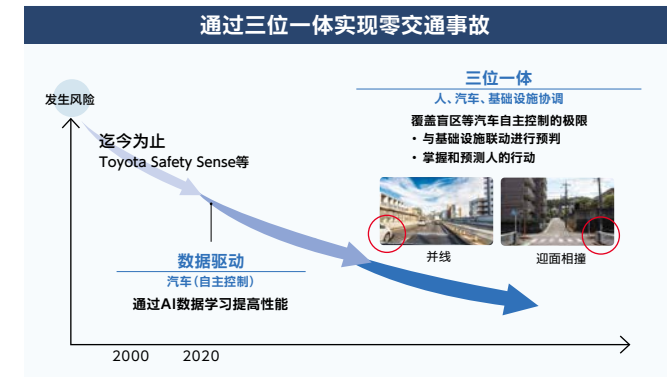 通过三位一体实现零交通事故
发生风险
迄今为止
Toyota Safety Sense等
三位一体
人、汽车、基础设施协调
覆盖盲区等汽车自主控制的极限
・与基础设施联动进行预判
・掌握和预测人的行动
并线
迎面相撞
数据驱动
汽车(自主控制)
通过AI数据学习提高性能
2000
2020